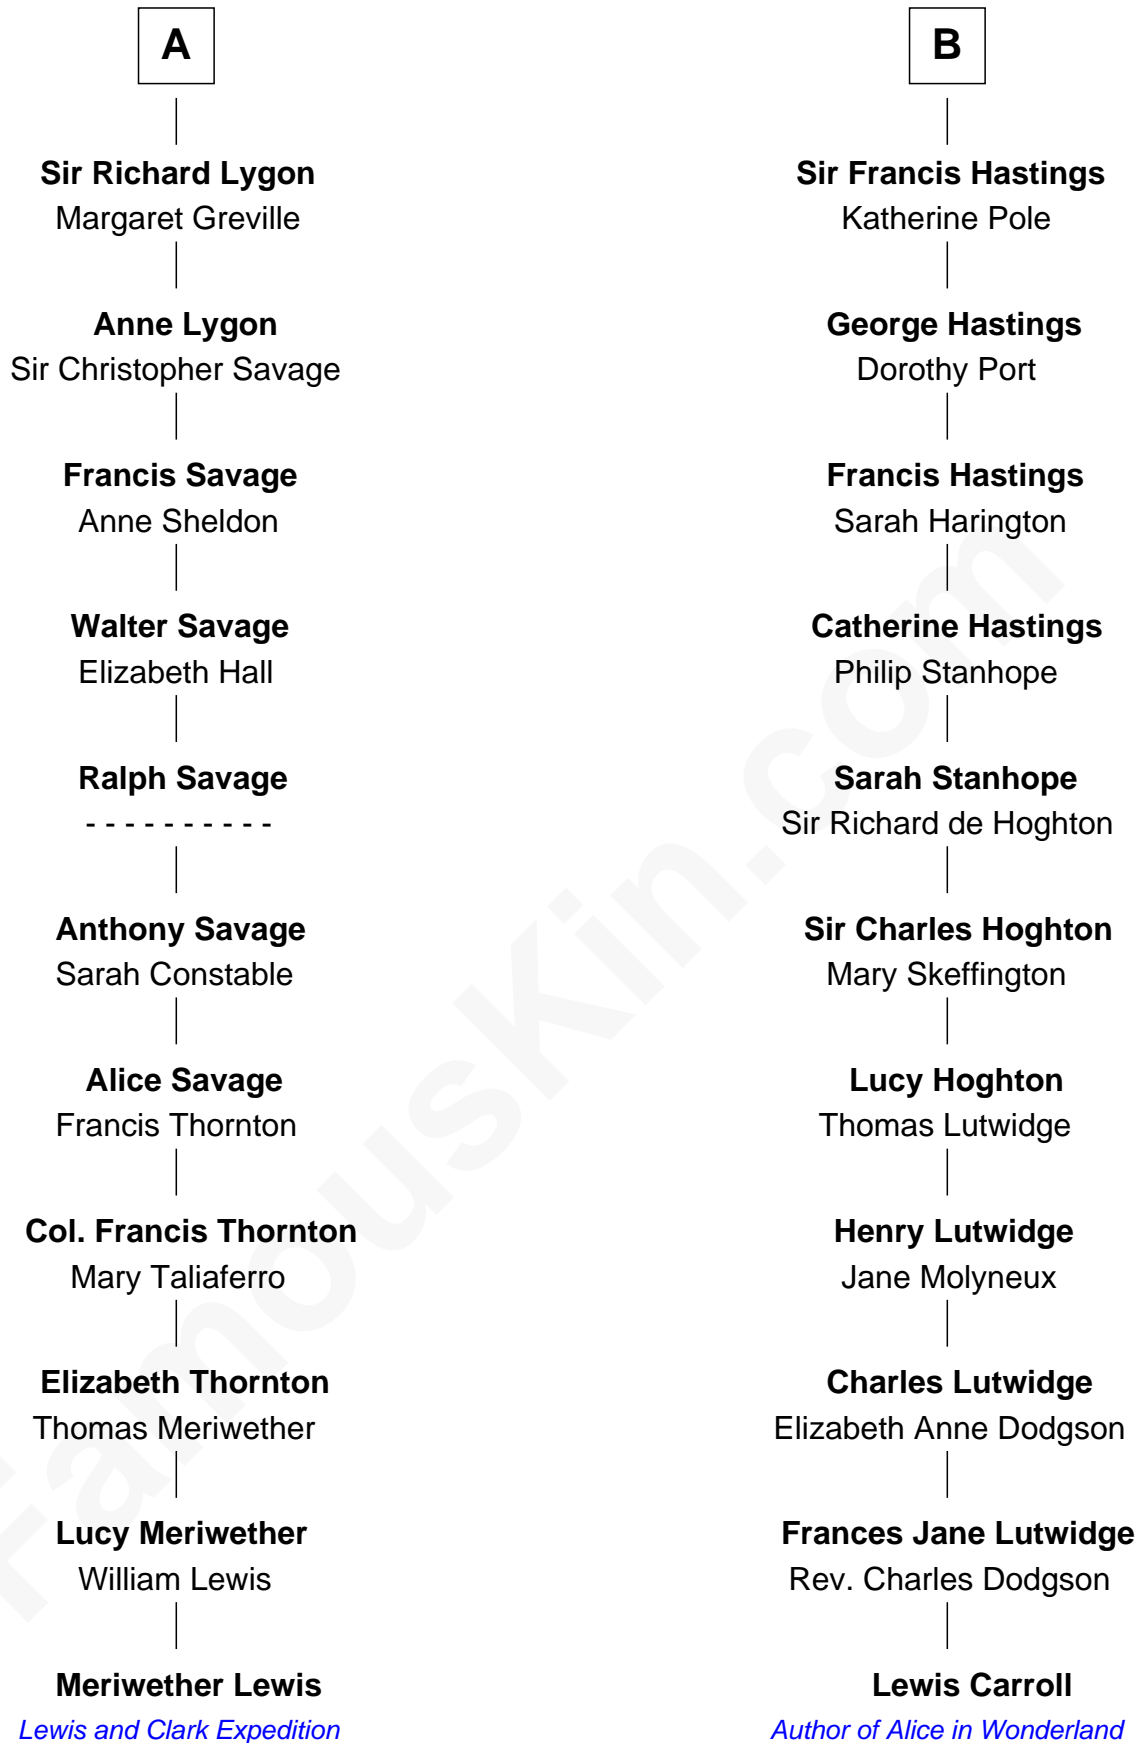 A
Sir Richard Lygon
Margaret Greville
Anne Lygon
Sir Christopher Savage
Francis Savage
Anne Sheldon
Walter Savage
Elizabeth Hall
Ralph Savage
- - - - - - - - - -
Anthony Savage
Sarah Constable
Alice Savage
Francis Thornton
Col. Francis Thornton
Mary Taliaferro
Elizabeth Thornton
Thomas Meriwether
Lucy Meriwether
William Lewis
Meriwether Lewis
Lewis and Clark Expedition
B
Sir Francis Hastings
Katherine Pole
George Hastings
Dorothy Port
Francis Hastings
Sarah Harington
Catherine Hastings
Philip Stanhope
Sarah Stanhope
Sir Richard de Hoghton
Sir Charles Hoghton
Mary Skeffington
Lucy Hoghton
Thomas Lutwidge
Henry Lutwidge
Jane Molyneux
Charles Lutwidge
Elizabeth Anne Dodgson
Frances Jane Lutwidge
Rev. Charles Dodgson
Lewis Carroll
Author of Alice in Wonderland
FamousKin.com